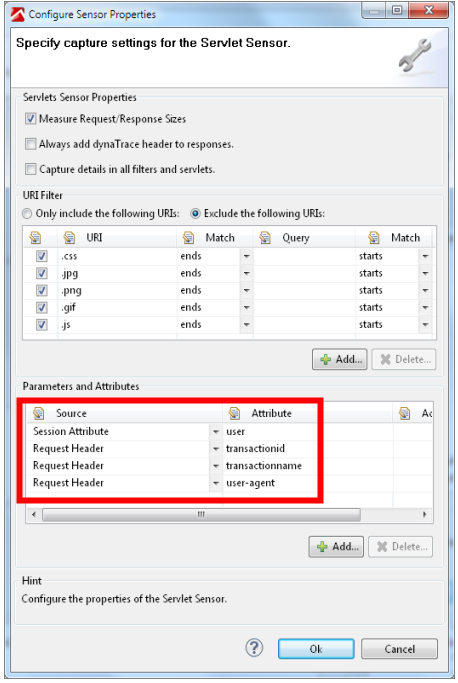 Configure Sensor Properties
Specify capture settings for the Servlet Sensor.
Servlets Sensor Properties
Measure Request/Response Sizes
Always add dynaTrace header to responses.
Capture details in all filters and servlets.
URI Filter
Only include the following URIs: Exclude the following URIs:
URI Match Query Match
.css ends starts
.jpg ends starts
.png ends starts
.gif ends starts
.js ends starts
Add... Delete...
Parameters and Attributes
Source Attribute Ac
Session Attribute user
Request Header transactionid
Request Header transactionname
Request Header user-agent
Add... Delete...
Hint
Configure the properties of the Servlet Sensor.
? Ok Cancel